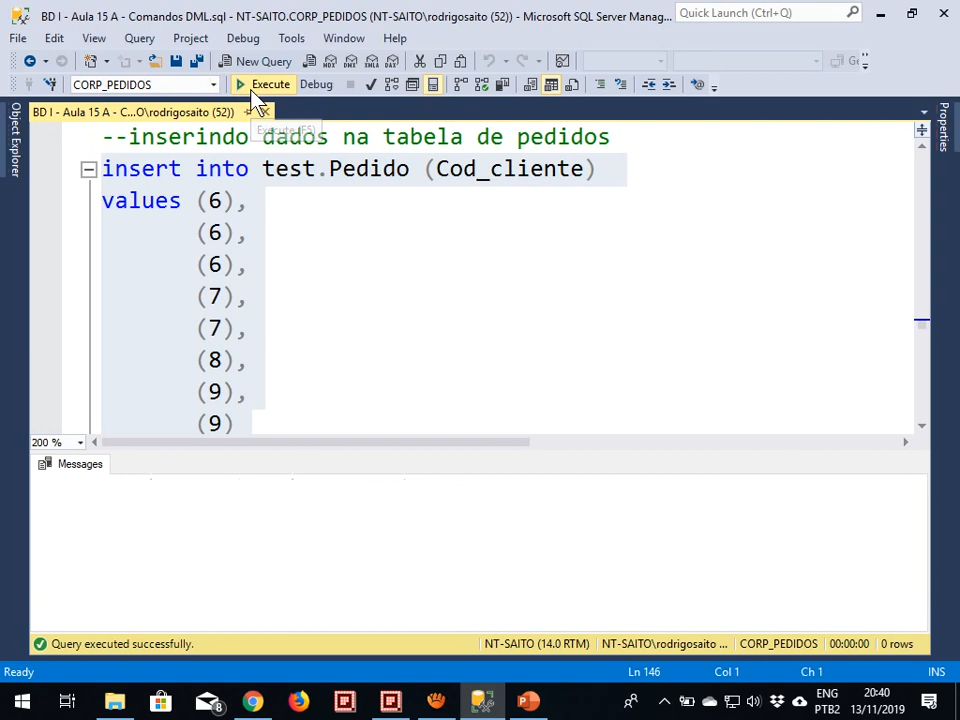 BD I - Aula 15 A - Comandos DML.sql - NT-SAITO.CORP_PEDIDOS (NT-SAITO\rodrigosaito (52)) - Microsoft SQL Server Manag...
Quick Launch (Ctrl+Q)
File Edit View Query Project Debug Tools Window Help
New Query
CORP_PEDIDOS
Execute Debug
BD I - Aula 15 A - C...O\rodrigosaito (52))
Execute (F5)
Object Explorer
Properties
--inserindo dados na tabela de pedidos
insert into test.Pedido (Cod_cliente)
values (6),
(6),
(6),
(7),
(7),
(8),
(9),
(9)
200 %
Messages
Query executed successfully.
NT-SAITO (14.0 RTM) NT-SAITO\rodrigosaito ... CORP_PEDIDOS 00:00:00 0 rows
Ready Ln 146 Col 1 Ch 1 INS
8
ENG
PTB2
20:40
13/11/2019